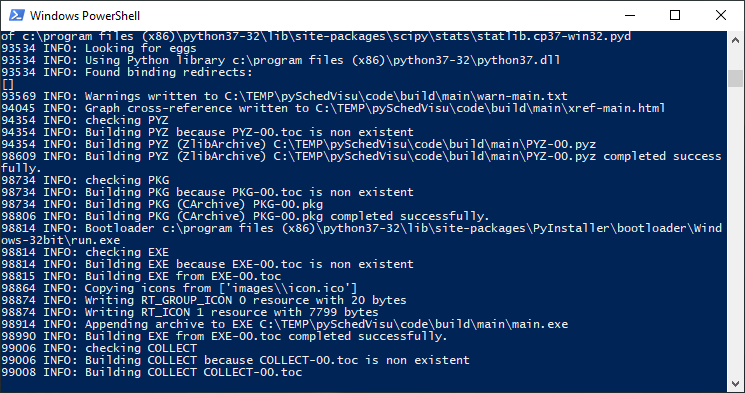 Windows PowerShell
of c:\program files (x86)\python37-32\lib\site-packages\scipy\stats\statlib.cp37-win32.pyd
93534 INFO: Looking for eggs
93534 INFO: Using Python library c:\program files (x86)\python37-32\python37.dll
93534 INFO: Found binding redirects:
[]
93569 INFO: Warnings written to C:\TEMP\pySchedVisu\code\build\main\warn-main.txt
94045 INFO: Graph cross-reference written to C:\TEMP\pySchedVisu\code\build\main\xref-main.html
94354 INFO: checking PYZ
94354 INFO: Building PYZ because PYZ-00.toc is non existent
94354 INFO: Building PYZ (ZlibArchive) C:\TEMP\pySchedVisu\code\build\main\PYZ-00.pyz
98609 INFO: Building PYZ (ZlibArchive) C:\TEMP\pySchedVisu\code\build\main\PYZ-00.pyz completed success
fully.
98734 INFO: checking PKG
98734 INFO: Building PKG because PKG-00.toc is non existent
98734 INFO: Building PKG (CArchive) PKG-00.pkg
98806 INFO: Building PKG (CArchive) PKG-00.pkg completed successfully.
98814 INFO: Bootloader c:\program files (x86)\python37-32\lib\site-packages\PyInstaller\bootloader\Wind
ows-32bit\run.exe
98814 INFO: checking EXE
98814 INFO: Building EXE because EXE-00.toc is non existent
98815 INFO: Building EXE from EXE-00.toc
98864 INFO: Copying icons from ['images\\icon.ico']
98874 INFO: Writing RT_GROUP_ICON 0 resource with 20 bytes
98874 INFO: Writing RT_ICON 1 resource with 7799 bytes
98914 INFO: Appending archive to EXE C:\TEMP\pySchedVisu\code\build\main\main.exe
98990 INFO: Building EXE from EXE-00.toc completed successfully.
99006 INFO: checking COLLECT
99006 INFO: Building COLLECT because COLLECT-00.toc is non existent
99008 INFO: Building COLLECT COLLECT-00.toc